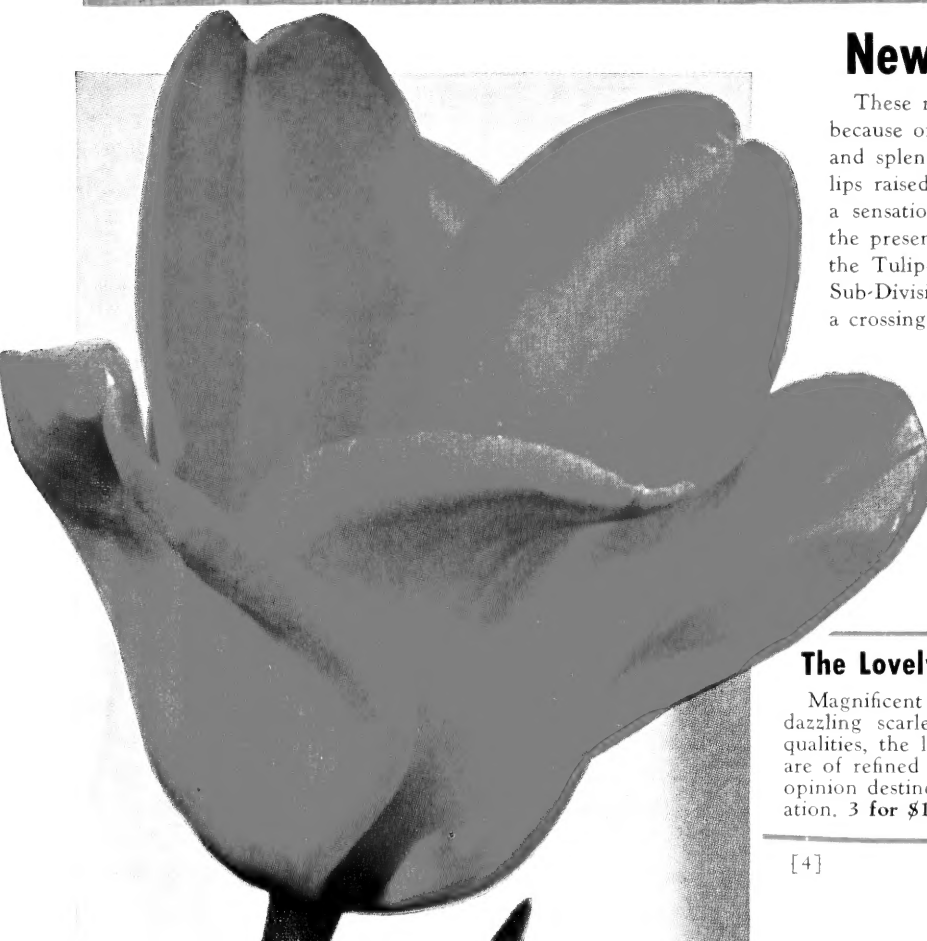 New
These
because
and splen
lips raised
a sensatio
the presen
the Tulip
Sub-Divisi
a crossing
The Lovel
Magnificent
dazzling scarle
qualities, the l
are of refined
opinion destine
ation. 3 for $1
[4]